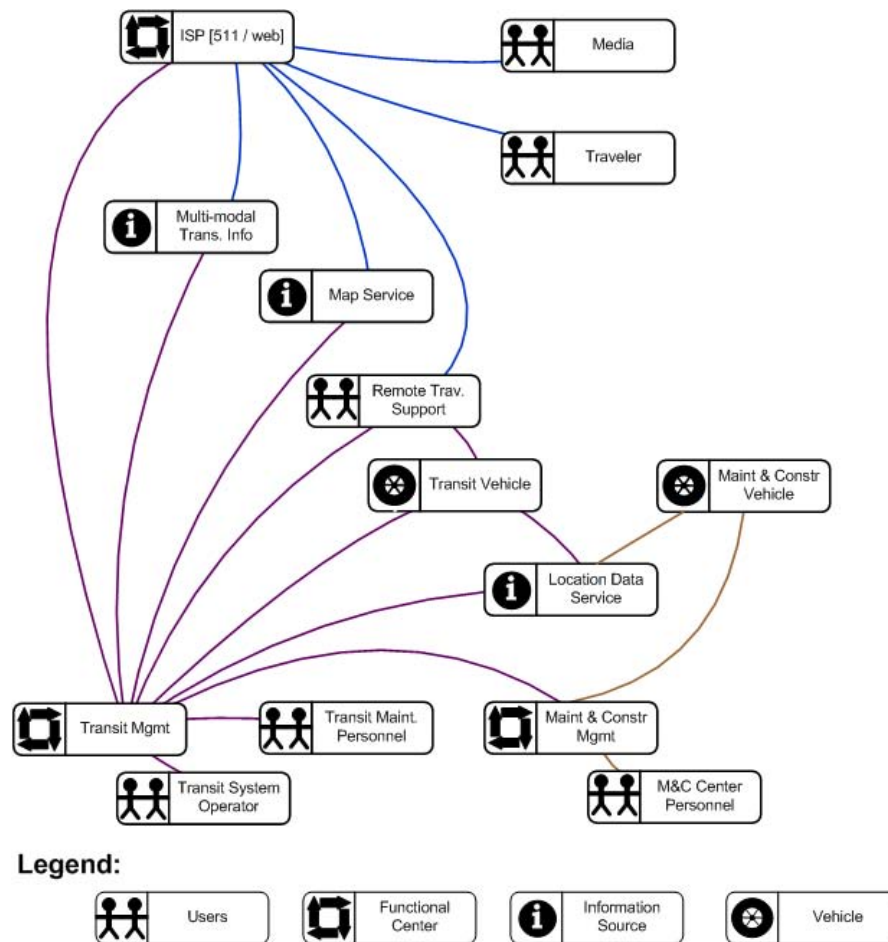 ISP [511 / web]
Media
Traveler
Multi-modal
Trans. Info
Map Service
Remote Trav.
Support
Transit Vehicle
Maint & Constr
Vehicle
Location Data
Service
Transit Mgmt
Transit Maint.
Personnel
Maint & Constr
Mgmt
Transit System
Operator
M&C Center
Personnel
Legend:
Users
Functional
Center
Information
Source
Vehicle